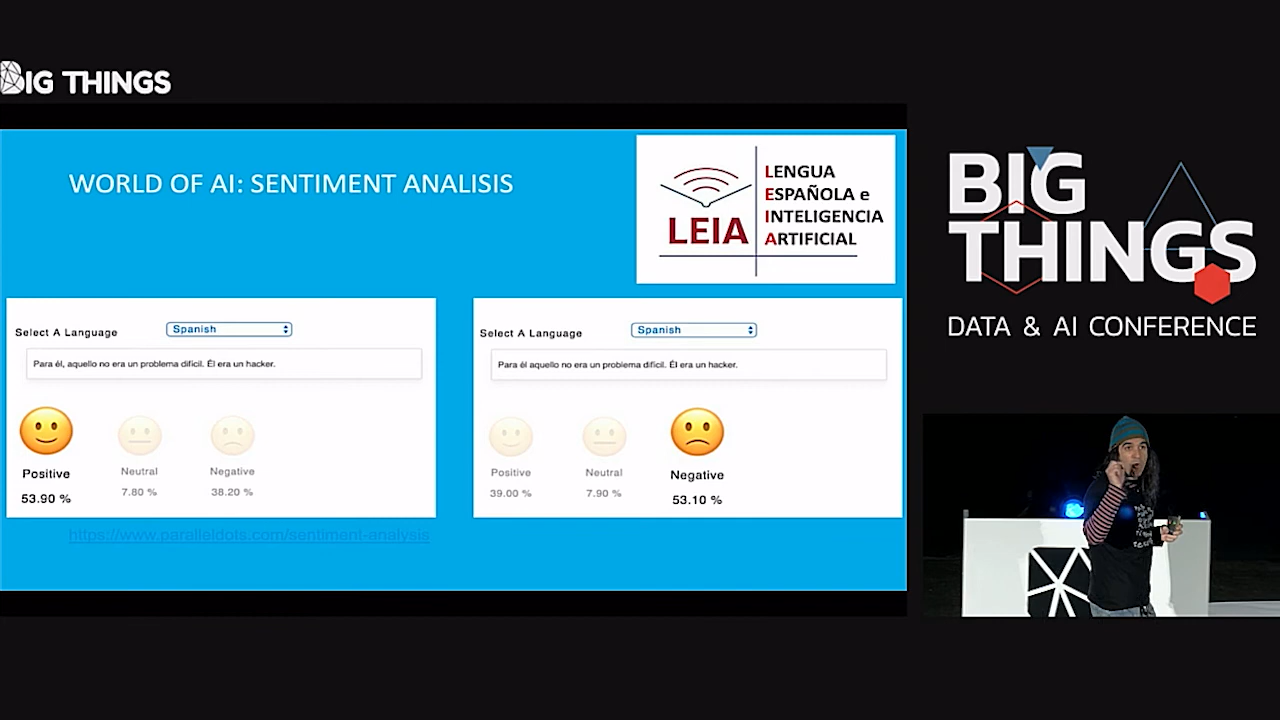 BIG THINGS
WORLD OF AI: SENTIMENT ANALISIS
LEIA
LENGUA
ESPAÑOLA e
INTELIGENCIA
ARTIFICIAL
Select A Language
Spanish
Para él, aquello no era un problema difícil. Él era un hacker.
Positive
Neutral
Negative
53.90 %
7.80 %
38.20 %
Select A Language
Spanish
Para él aquello no era un problema difícil. Él era un hacker.
Positive
Neutral
Negative
39.00 %
7.90 %
53.10 %
https://www.paralleldots.com/sentiment-analysis
BIG
THINGS
DATA & AI CONFERENCE